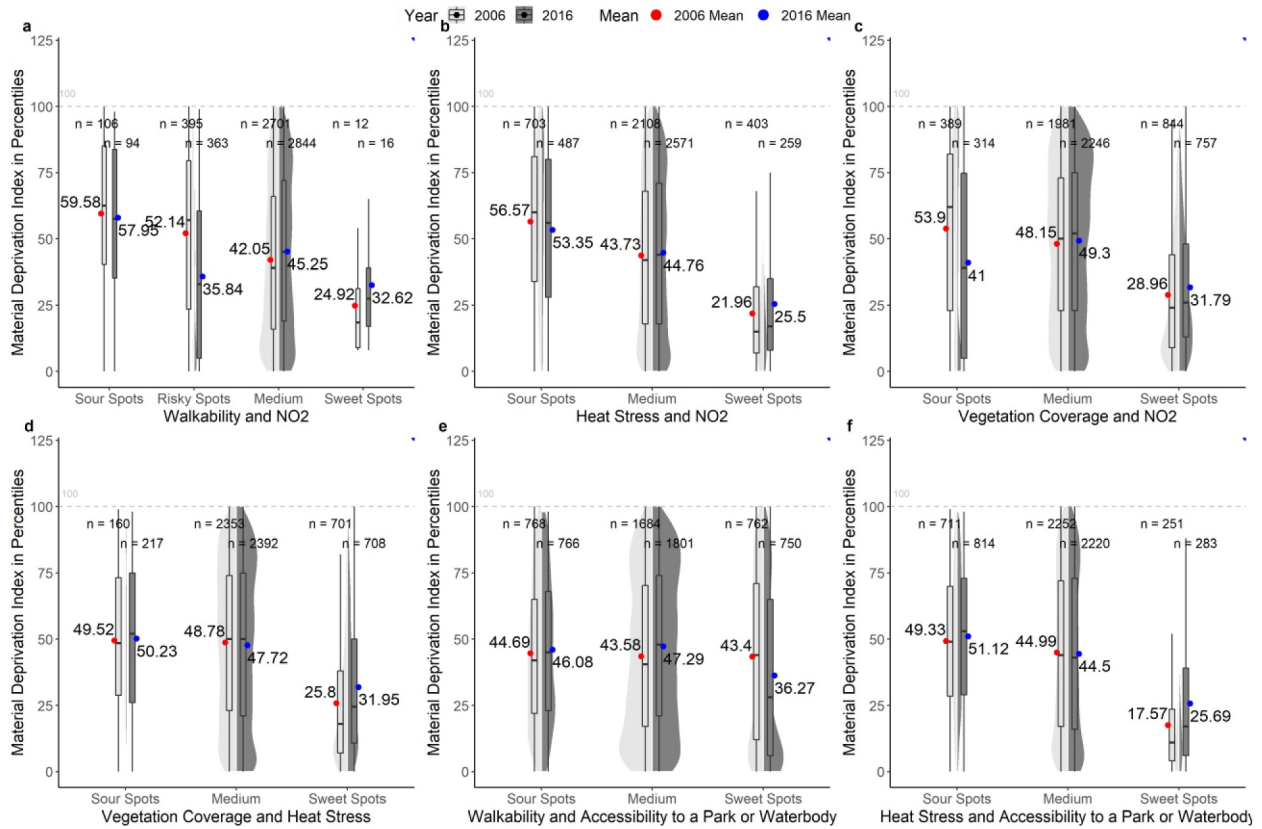 Year 2006 2016 Mean 2006 Mean 2016 Mean
a
125
100
75
50
25
0
Material Deprivation Index in Percentiles
100
n = 106 n = 395 n = 2701 n = 12
n = 94 n = 363 n = 2844 n = 16
59.58 57.95 52.14 35.84 42.05 45.25 24.92 32.62
Sour Spots Risky Spots Medium Sweet Spots
Walkability and NO2
b
125
100
75
50
25
0
Material Deprivation Index in Percentiles
100
n = 703 n = 2108 n = 403
n = 487 n = 2571 n = 259
56.57 53.35 43.73 44.76 21.96 25.5
Sour Spots Medium Sweet Spots
Heat Stress and NO2
c
125
100
75
50
25
0
Material Deprivation Index in Percentiles
100
n = 389 n = 1981 n = 844
n = 314 n = 2246 n = 757
53.9 41 48.15 49.3 28.96 31.79
Sour Spots Medium Sweet Spots
Vegetation Coverage and NO2
d
125
100
75
50
25
0
Material Deprivation Index in Percentiles
100
n = 160 n = 2353 n = 701
n = 217 n = 2392 n = 708
49.52 50.23 48.78 47.72 25.8 31.95
Sour Spots Medium Sweet Spots
Vegetation Coverage and Heat Stress
e
125
100
75
50
25
0
Material Deprivation Index in Percentiles
100
n = 768 n = 1684 n = 762
n = 766 n = 1801 n = 750
44.69 46.08 43.58 47.29 43.4 36.27
Sour Spots Medium Sweet Spots
Walkability and Accessibility to a Park or Waterbody
f
125
100
75
50
25
0
Material Deprivation Index in Percentiles
100
n = 711 n = 2252 n = 251
n = 814 n = 2220 n = 283
49.33 51.12 44.99 44.5 17.57 25.69
Sour Spots Medium Sweet Spots
Heat Stress and Accessibility to a Park or Waterbody